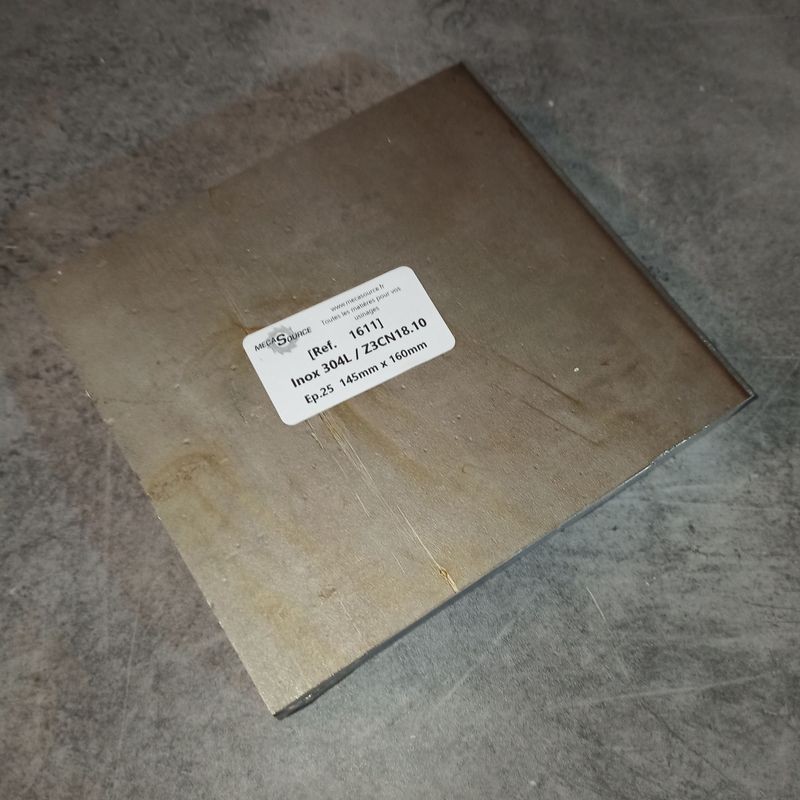 MECASOURCE
www.mecasource.fr
Toutes les matières pour vos
usinages
[Ref. 1611]
Inox 304L / Z3CN18.10
Ep.25 145mm x 160mm